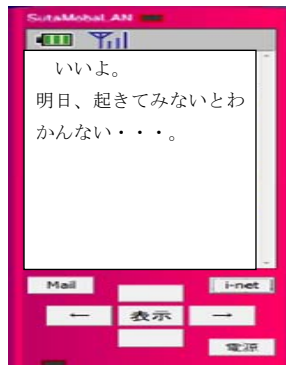 SutaMobaLAN
いいよ。
明日、起きてみないとわ
かんない・・・。
Mail
i-net
← 表示 →
電源